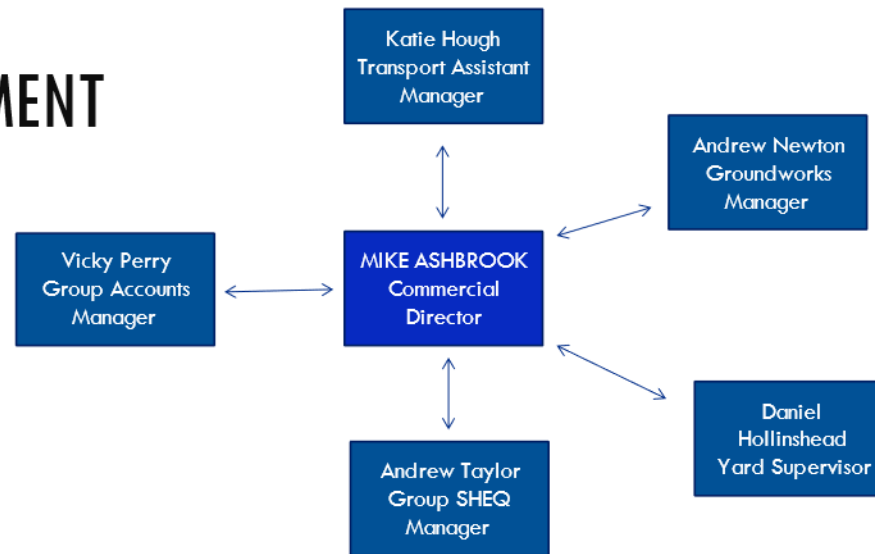 MENT
Katie Hough
Transport Assistant
Manager
Andrew Newton
Groundworks
Manager
Vicky Perry
Group Accounts
Manager
MIKE ASHBROOK
Commercial
Director
Daniel
Hollinshead
Yard Supervisor
Andrew Taylor
Group SHEQ
Manager